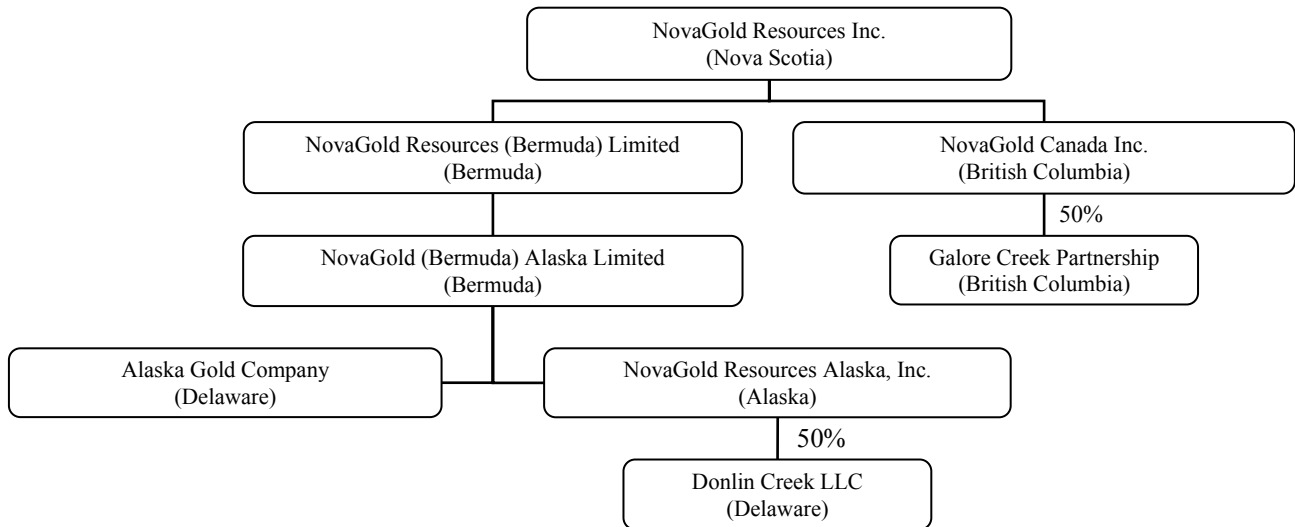 NovaGold Resources Inc.
(Nova Scotia)
NovaGold Resources (Bermuda) Limited
(Bermuda)
NovaGold Canada Inc.
(British Columbia)
50%
NovaGold (Bermuda) Alaska Limited
(Bermuda)
Galore Creek Partnership
(British Columbia)
Alaska Gold Company
(Delaware)
NovaGold Resources Alaska, Inc.
(Alaska)
50%
Donlin Creek LLC
(Delaware)